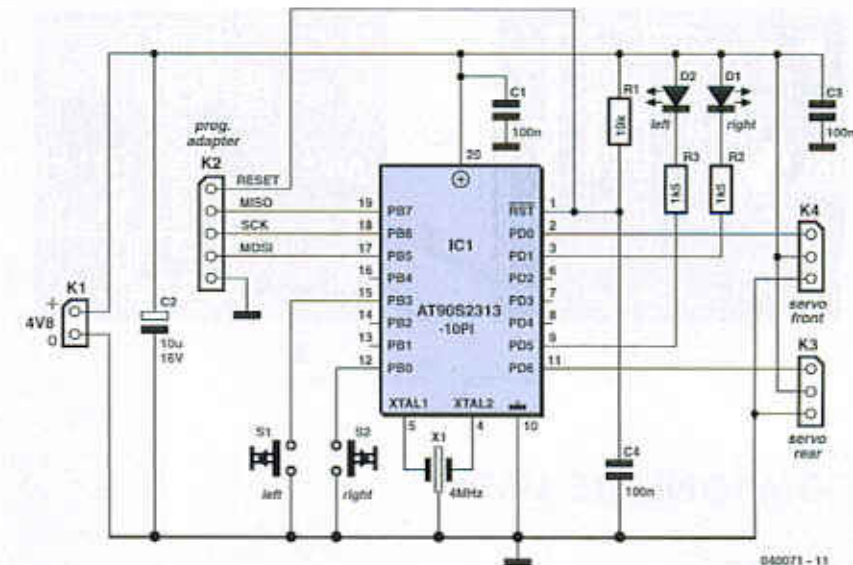 prog.
adapter
K2
RESET
MISO
SCK
MOSI
K1
+
4V8
0
C2
10u
16V
C1
100n
R1
10k
D2
left
D1
right
R3
1k5
R2
1k5
C3
100n
K4
servo
front
K3
servo
rear
20
19 PB7
18 PB6
17 PB5
16 PB4
15 PB3
14 PB2
13 PB1
12 PB0
IC1
AT90S2313
-10PI
RST 1
PD0 2
PD1 3
PD2 6
PD3 7
PD4 8
PD5 9
PD6 11
XTAL1
XTAL2
5
4
10
X1
4MHz
S1
left
S2
right
C4
100n
040071 - 11